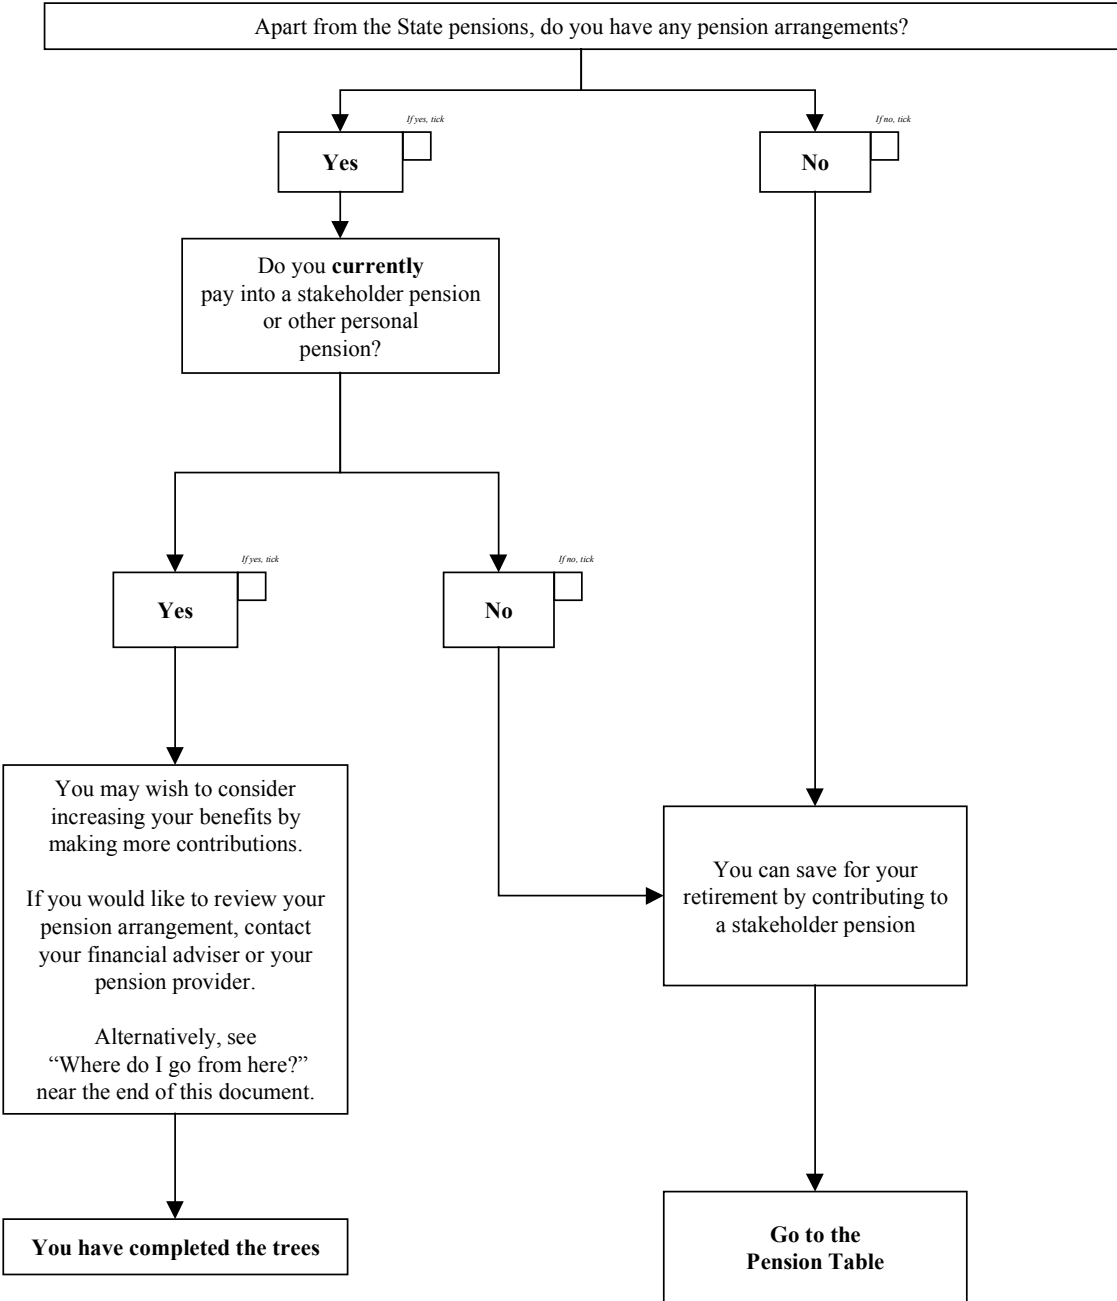 Apart from the State pensions, do you have any pension arrangements?
If yes, tick
Yes
If no, tick
No
Do you currently
pay into a stakeholder pension
or other personal
pension?
If yes, tick
Yes
If no, tick
No
You may wish to consider
increasing your benefits by
making more contributions.
If you would like to review your
pension arrangement, contact
your financial adviser or your
pension provider.
Alternatively, see
“Where do I go from here?”
near the end of this document.
You can save for your
retirement by contributing to
a stakeholder pension
You have completed the trees
Go to the
Pension Table